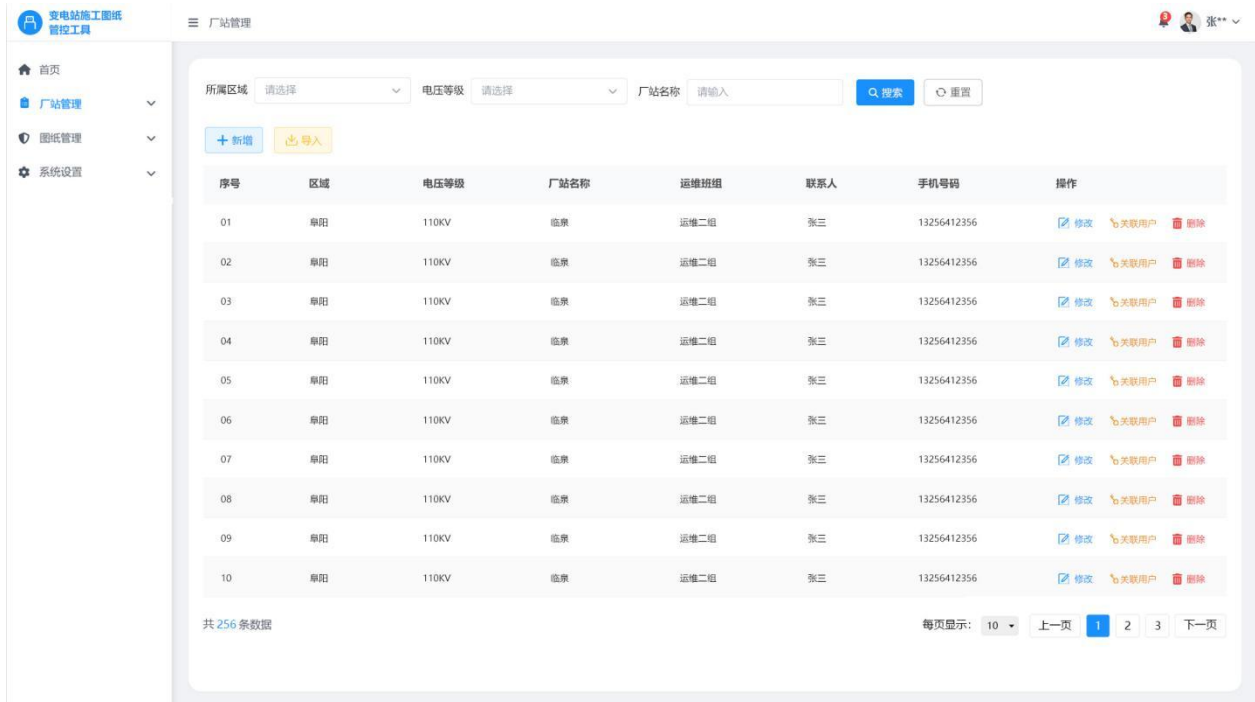 变电站施工图纸
管控工具
厂站管理
3
张**
首页
厂站管理
图纸管理
系统设置
所属区域 请选择 电压等级 请选择 厂站名称 请输入 搜索 重置
新增 导入
序号 区域 电压等级 厂站名称 运维班组 联系人 手机号码 操作
01 阜阳 110KV 临泉 运维二组 张三 13256412356 修改 关联用户 删除
02 阜阳 110KV 临泉 运维二组 张三 13256412356 修改 关联用户 删除
03 阜阳 110KV 临泉 运维二组 张三 13256412356 修改 关联用户 删除
04 阜阳 110KV 临泉 运维二组 张三 13256412356 修改 关联用户 删除
05 阜阳 110KV 临泉 运维二组 张三 13256412356 修改 关联用户 删除
06 阜阳 110KV 临泉 运维二组 张三 13256412356 修改 关联用户 删除
07 阜阳 110KV 临泉 运维二组 张三 13256412356 修改 关联用户 删除
08 阜阳 110KV 临泉 运维二组 张三 13256412356 修改 关联用户 删除
09 阜阳 110KV 临泉 运维二组 张三 13256412356 修改 关联用户 删除
10 阜阳 110KV 临泉 运维二组 张三 13256412356 修改 关联用户 删除
共 256 条数据 每页显示: 10 上一页 1 2 3 下一页